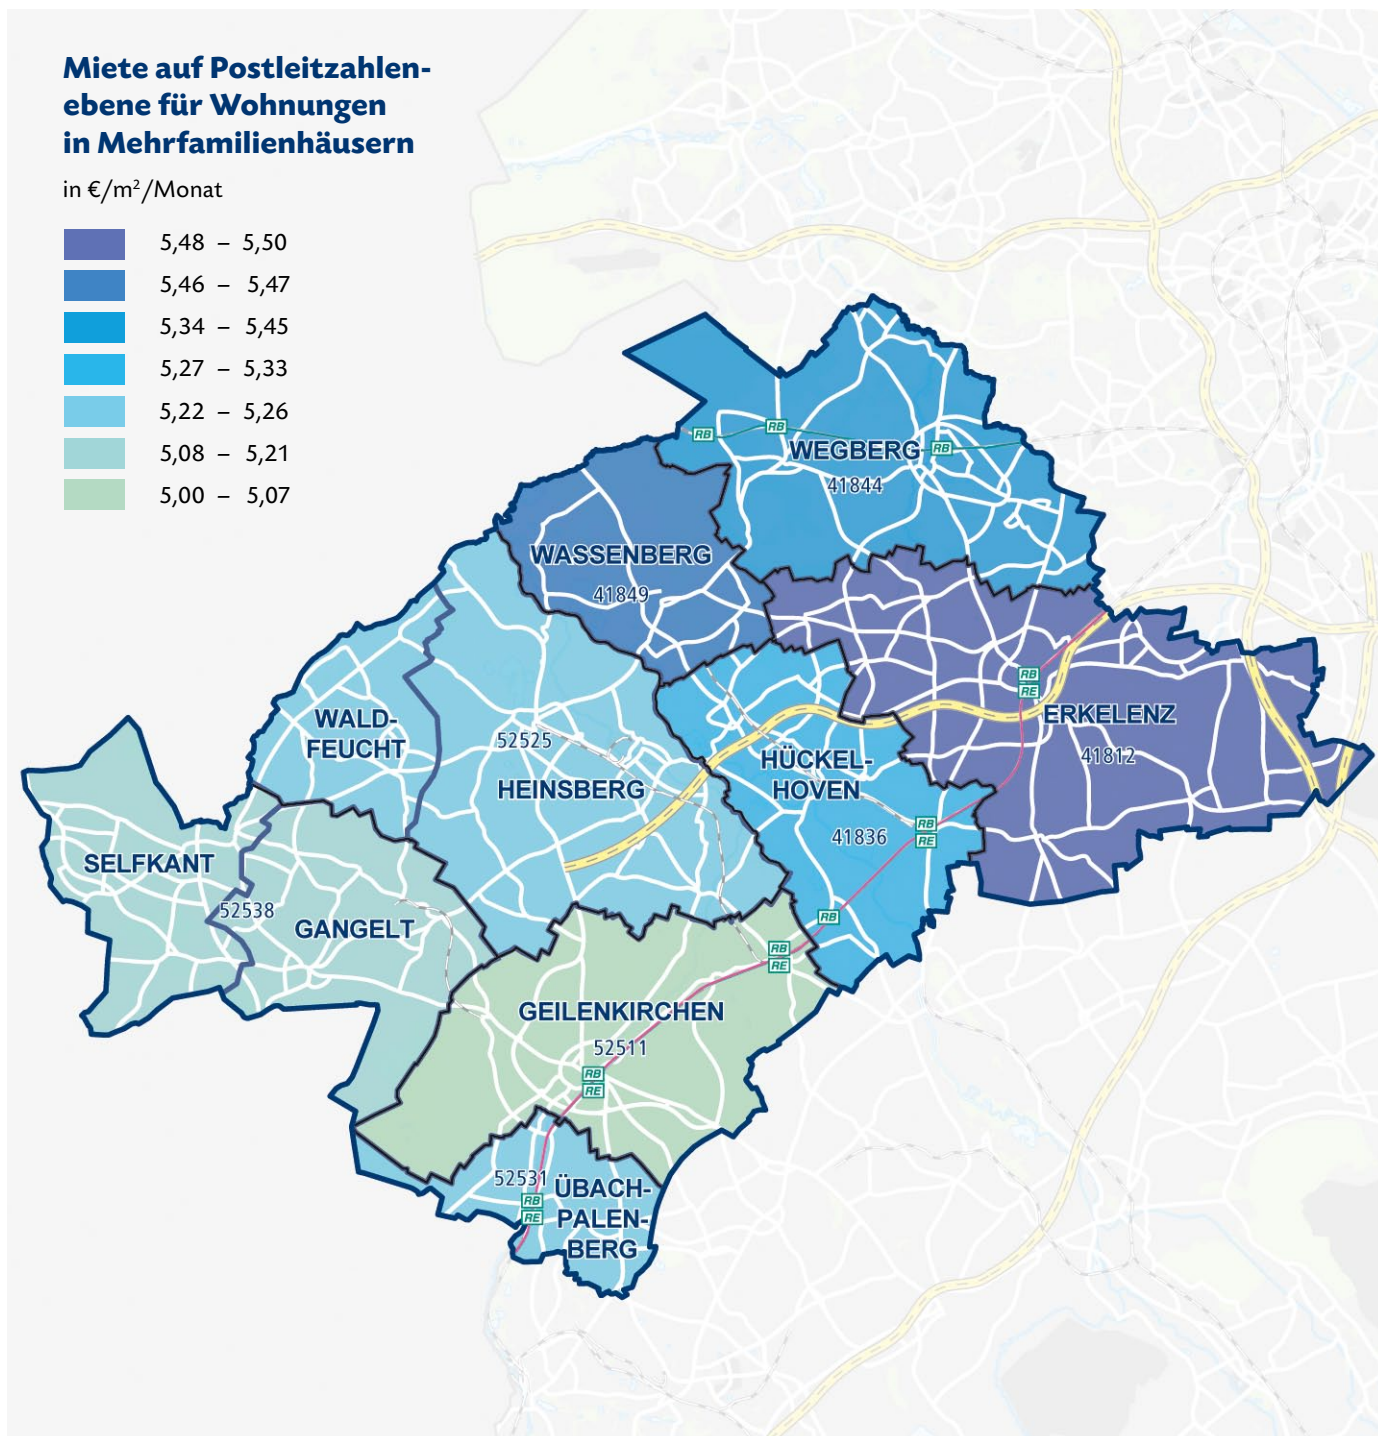 Miete auf Postleitzahlen-
ebene für Wohnungen
in Mehrfamilienhäusern
in €/m²/Monat
5,48 – 5,50
5,46 – 5,47
5,34 – 5,45
5,27 – 5,33
5,22 – 5,26
5,08 – 5,21
5,00 – 5,07
RB
RB
WEGBERG
RB
41844
WASSENBERG
41849
RB
RE
ERKELENZ
41812
WALD-
FEUCHT
52525
HEINSBERG
HÜCKEL-
HOVEN
41836
RB
RE
SELFKANT
52538
GANGELT
RB
RB
RE
GEILENKIRCHEN
52511
RB
RE
52531
ÜBACH-
PALEN-
BERG
RB
RE